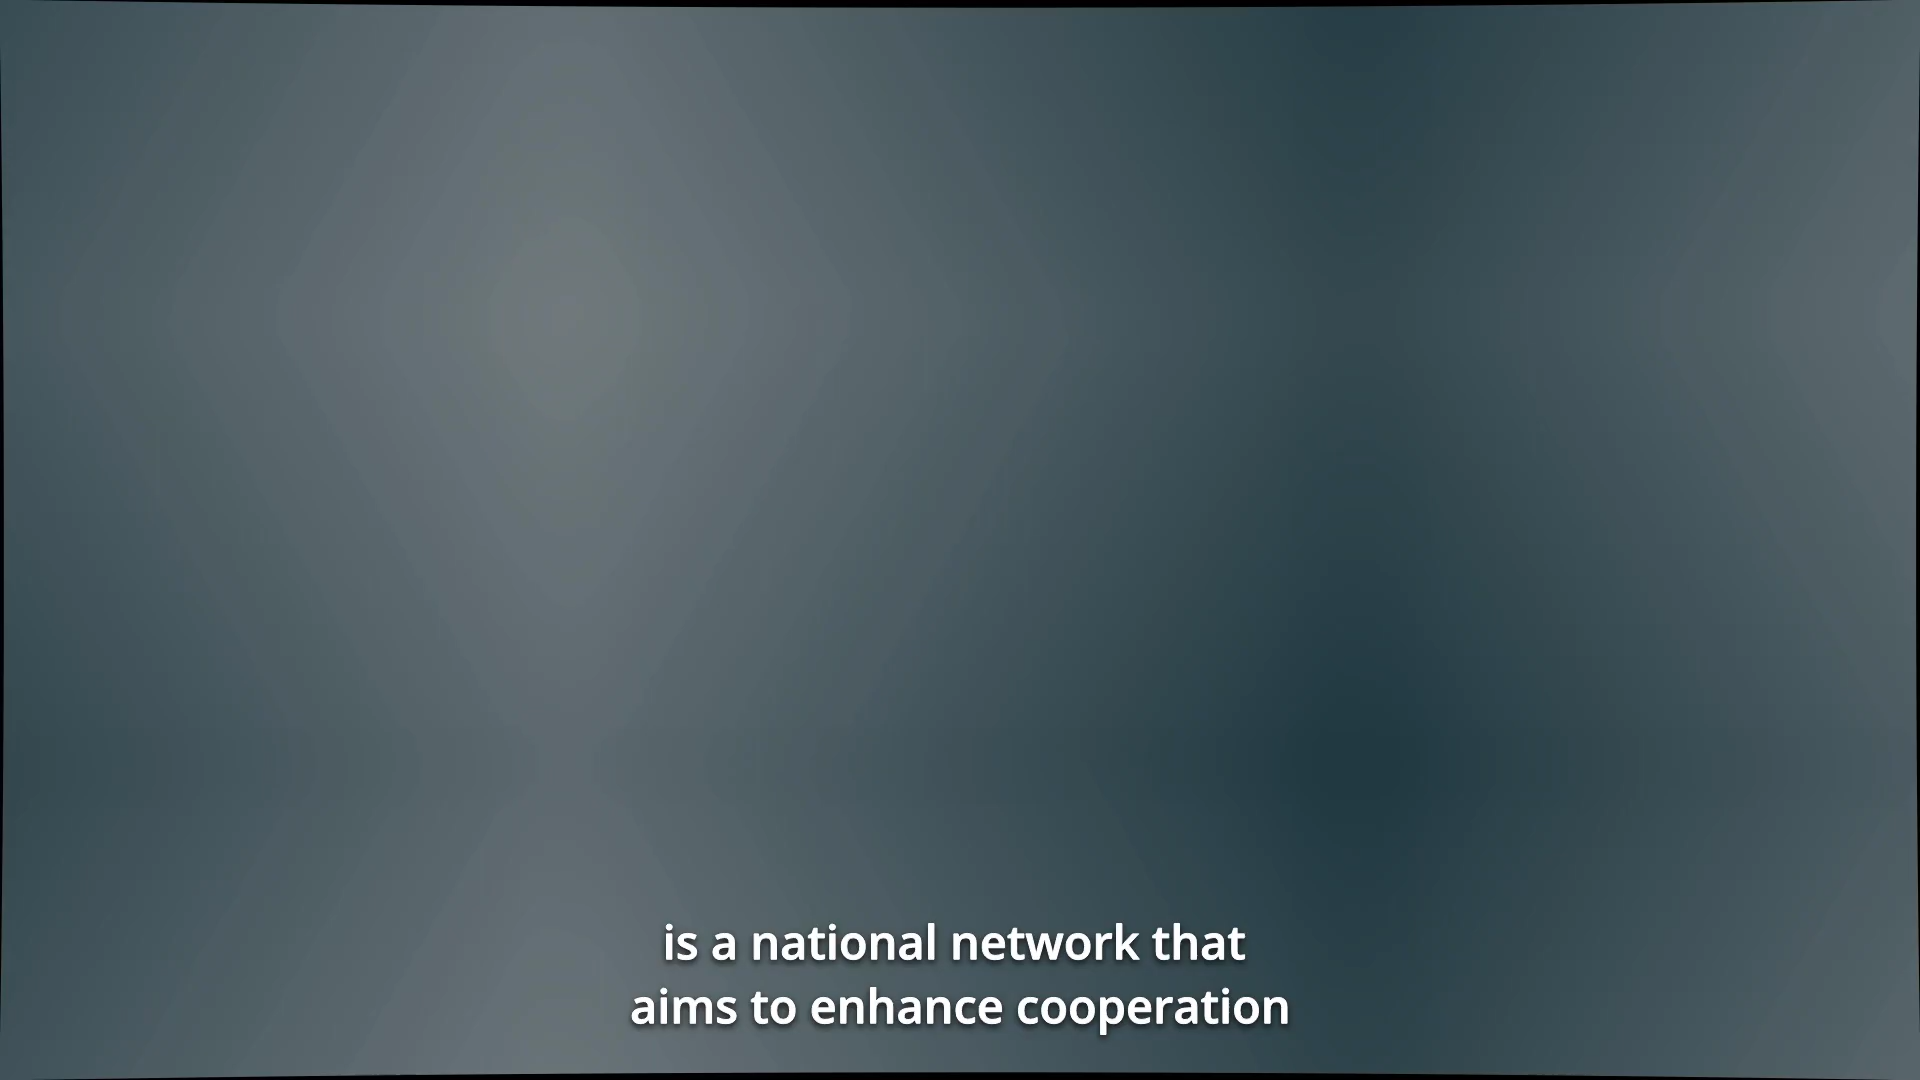 is a national network that
aims to enhance cooperation